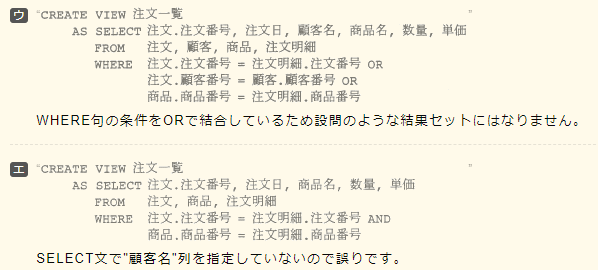 ウ "CREATE VIEW 注文一覧
AS SELECT 注文.注文番号, 注文日, 顧客名, 商品名, 数量, 単価
FROM 注文, 顧客, 商品, 注文明細
WHERE 注文.注文番号 = 注文明細.注文番号 OR
注文.顧客番号 = 顧客.顧客番号 OR
商品.商品番号 = 注文明細.商品番号 "
WHERE句の条件をORで結合しているため設問のような結果セットにはなりません。
エ "CREATE VIEW 注文一覧
AS SELECT 注文.注文番号, 注文日, 商品名, 数量, 単価
FROM 注文, 商品, 注文明細
WHERE 注文.注文番号 = 注文明細.注文番号 AND
商品.商品番号 = 注文明細.商品番号 "
SELECT文で"顧客名"列を指定していないので誤りです。